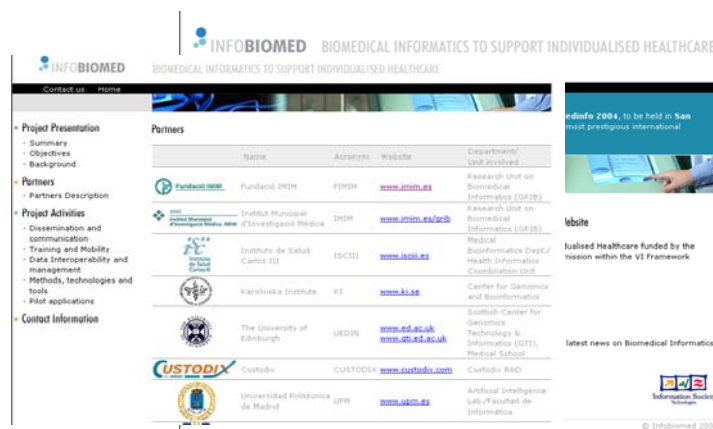 INFOBIOMED BIOMEDICAL INFORMATICS TO SUPPORT INDIVIDUALISED HEALTHCARE
INFOBIOMED BIOMEDICAL INFORMATICS TO SUPPORT INDIVIDUALISED HEALTHCARE
Contact us Home
Project Presentation
Summary
Objectives
Background
Partners
Partners Description
Project Activities
Dissemination and
communication
Training and Mobility
Data Interoperability and
management
Methods, technologies and
tools
Pilot applications
Contact Information
Partners
Name Acronym Website Department/
Unit involved
Fundació IMIM Fundació IMIM FIMIM www.imim.es Research Unit on
Biomedical
Informatics (GRIB)
Institut Municipal
d'Investigació Mèdica IMIM www.imim.es/grib Research Unit on
Biomedical
Informatics (GRIB)
Instituto de Salud
Carlos III ISCIII www.isciii.es Medical
Bioinformatics Dept./
Health Informatics
Coordination Unit
Karolinska Institute KI www.ki.se Center for Genomics
and Bioinformatics
The University of
Edinburgh UEDIN www.ed.ac.uk
www.gti.ed.ac.uk Scottish Center for
Genomics
Technology &
Informatics (GTI),
Medical School
CUSTODIX Custodix CUSTODIX www.custodix.com Custodix R&D
Universidad Politécnica
de Madrid UPM www.upm.es Artificial Intelligence
Lab./Facultad de
Informática
edinfo 2004, to be held in San
most prestigious international
ebsite
dualised Healthcare funded by the
mission within the VI Framework
latest news on Biomedical Informatics
Information Society
Technologies
© Infobiomed 200